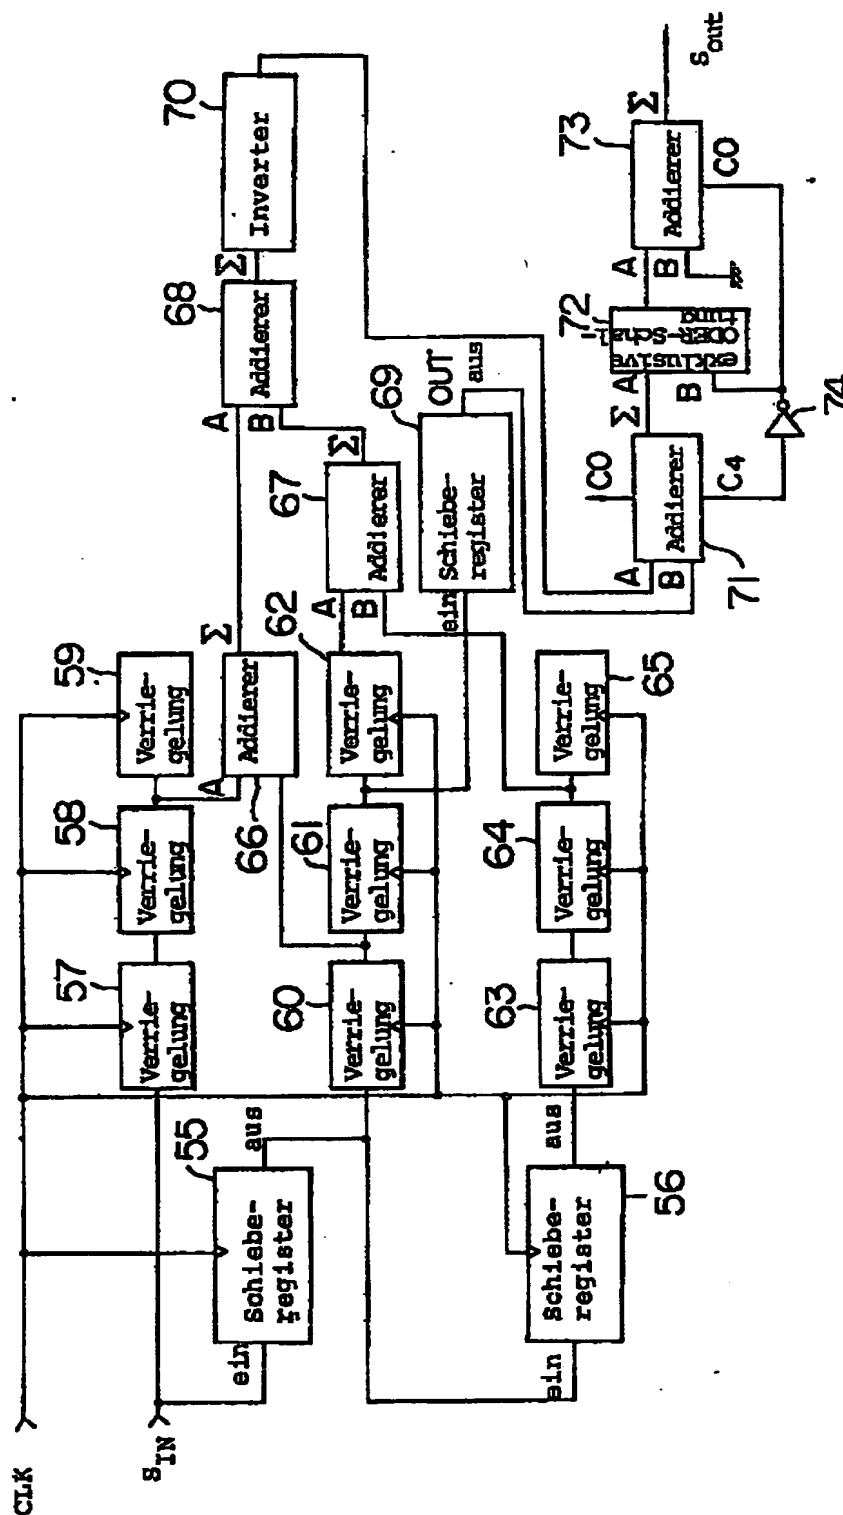 CLK
S_IN
ein
Schiebe-
register
55
aus
ein
Schiebe-
register
56
aus
57
Verrie-
gelung
58
Verrie-
gelung
59
Verrie-
gelung
60
Verrie-
gelung
61
Verrie-
gelung
62
Verrie-
gelung
63
Verrie-
gelung
64
Verrie-
gelung
65
Verrie-
gelung
A
66
Addierer
Σ
A
B
67
Addierer
Σ
A
B
68
Addierer
Σ
70
Inverter
ein
69
Schiebe-
register
OUT
aus
A
B
71
Addierer
CO
C4
Σ
A
B
72
exklusive
ODER-Schal-
tung
74
A
B
73
Addierer
CO
Σ
S_out